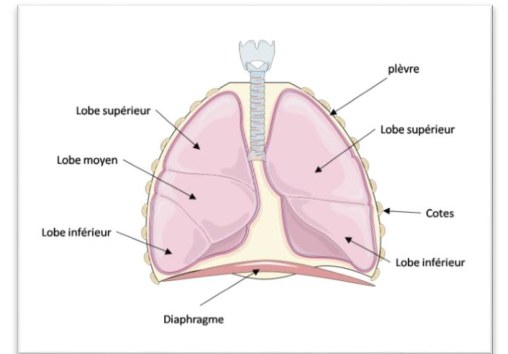 plèvre
Lobe supérieur
Lobe supérieur
Lobe moyen
Cotes
Lobe inférieur
Lobe inférieur
Diaphragme